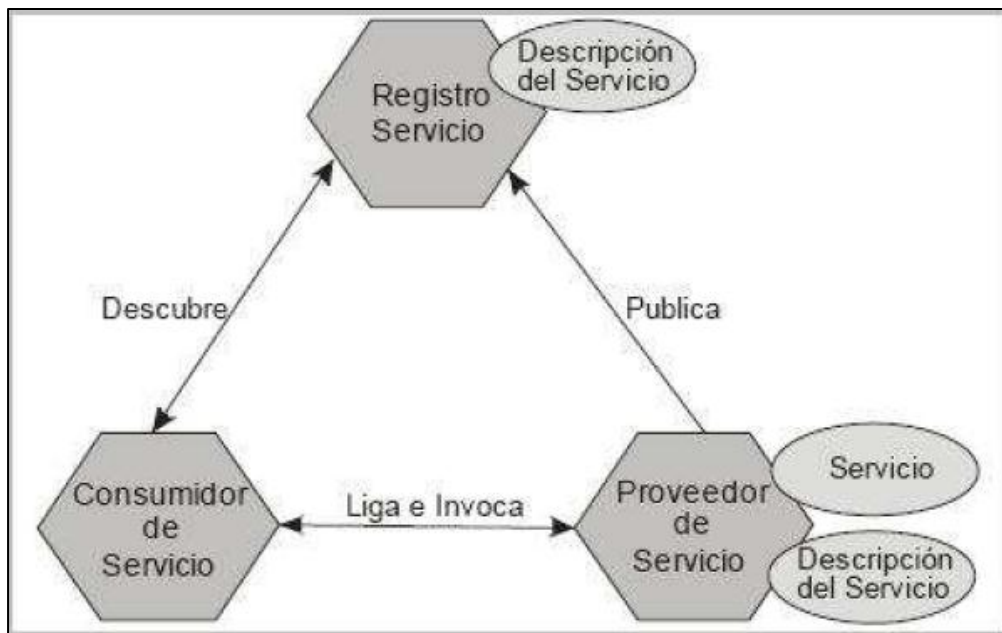 Descripción
del Servicio
Registro
Servicio
Descubre
Publica
Consumidor
de
Servicio
Liga e Invoca
Proveedor
de
Servicio
Servicio
Descripción
del Servicio